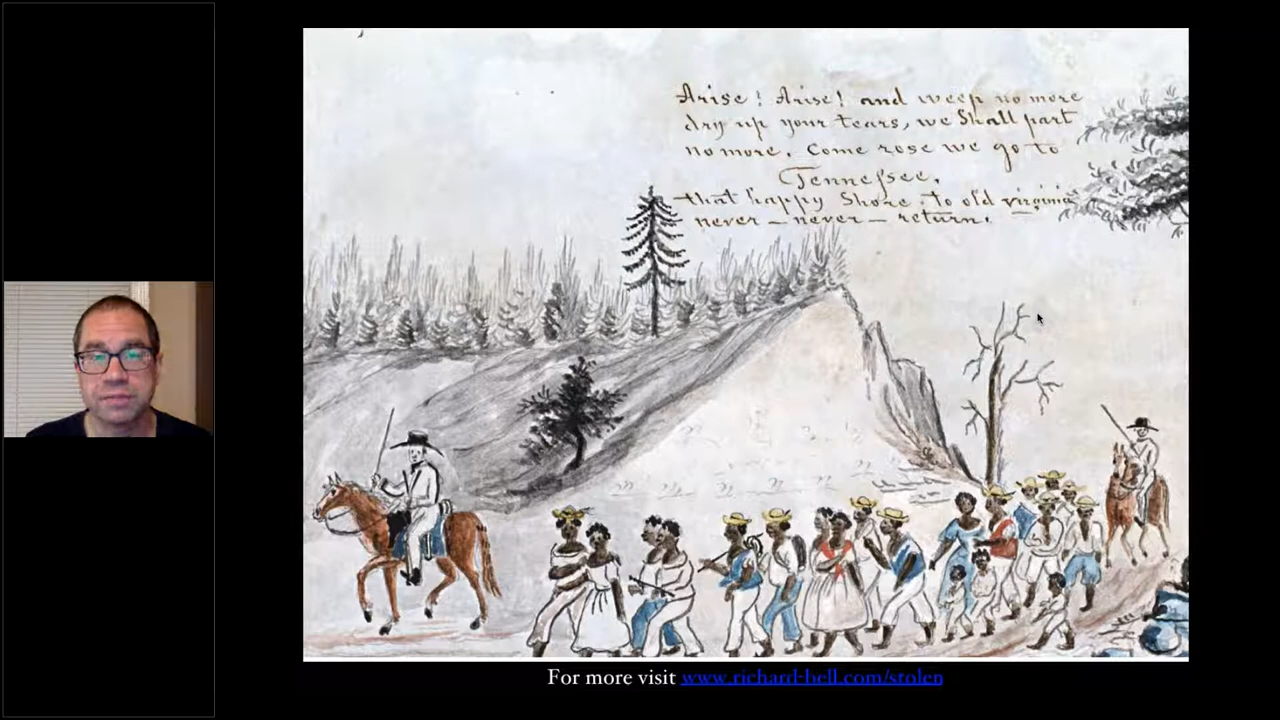 Arise! Arise! and weep no more
dry up your tears, we Shall part
no more. Come rose we go to
Tenneſsee.
that happy Shore. to old virginia
never — never — return.
For more visit www.richard-bell.com/stolen